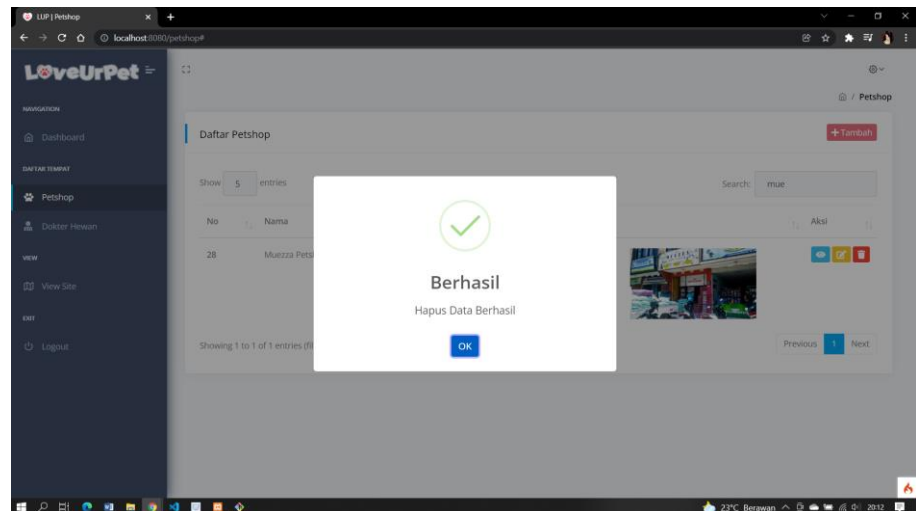 LUP | Petshop
localhost:8080/petshop#
LoveUrPet
/ Petshop
NAVIGATION
Dashboard
Daftar Petshop
+ Tambah
DAFTAR TEMPAT
Show 5 entries
Search: mue
Petshop
No Nama Aksi
Dokter Hewan
28 Muezza Pets
VIEW
View Site
Berhasil
Hapus Data Berhasil
EXIT
OK
Logout
Showing 1 to 1 of 1 entries (fil
Previous 1 Next
23°C Berawan
2012